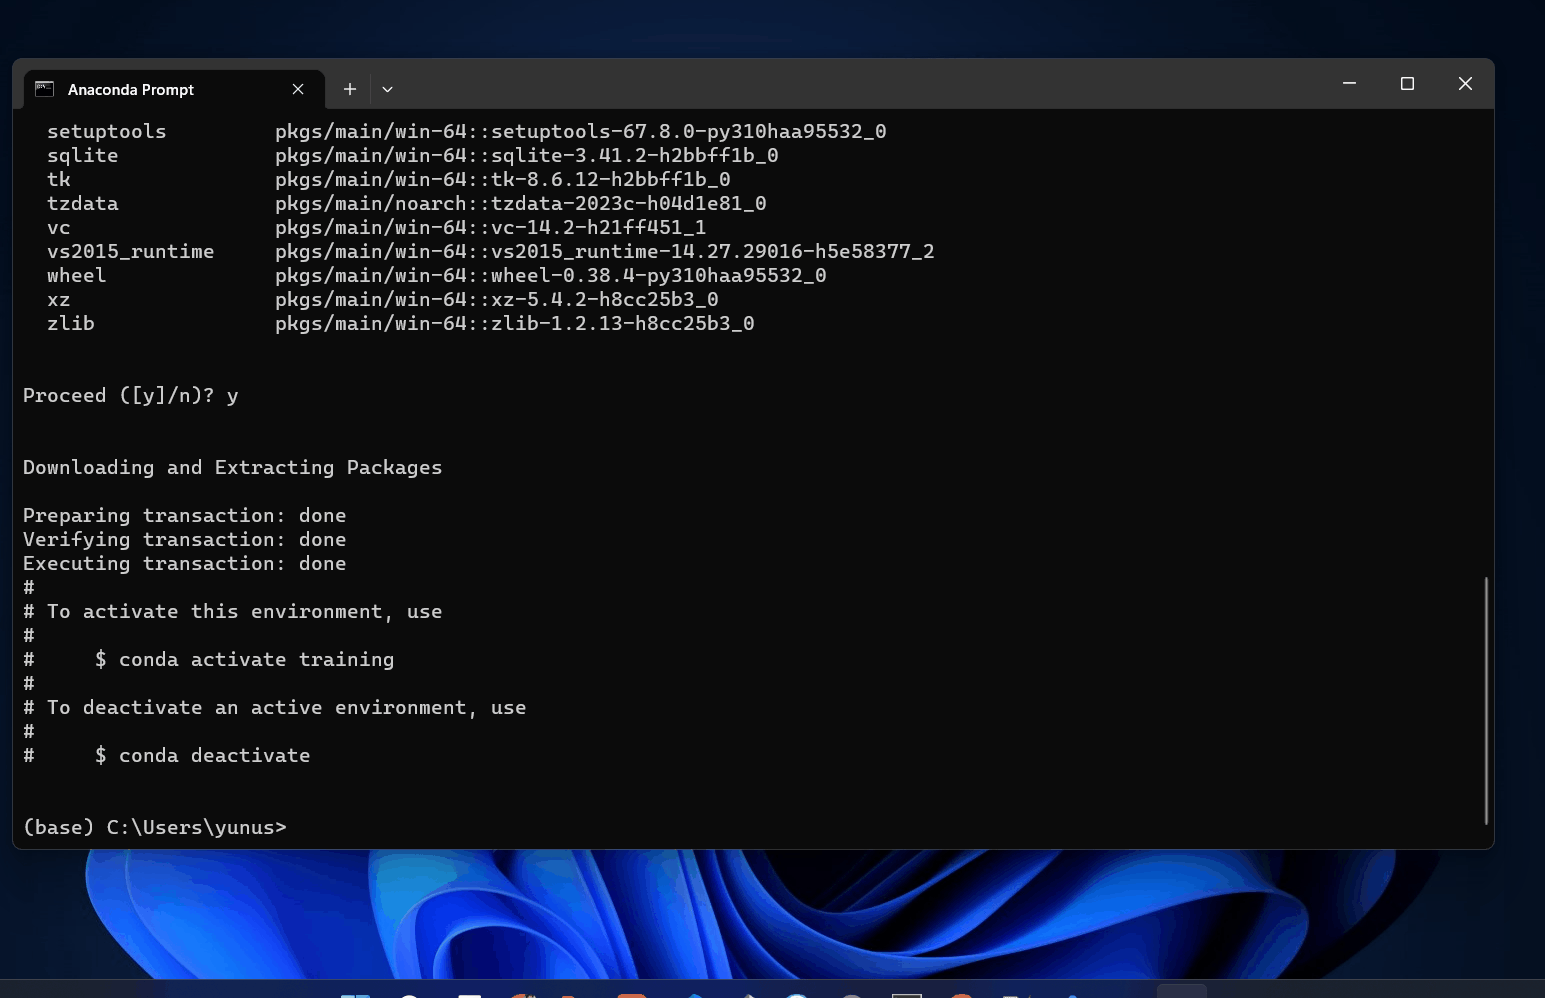 Anaconda Prompt
setuptools pkgs/main/win-64::setuptools-67.8.0-py310haa95532_0
sqlite pkgs/main/win-64::sqlite-3.41.2-h2bbff1b_0
tk pkgs/main/win-64::tk-8.6.12-h2bbff1b_0
tzdata pkgs/main/noarch::tzdata-2023c-h04d1e81_0
vc pkgs/main/win-64::vc-14.2-h21ff451_1
vs2015_runtime pkgs/main/win-64::vs2015_runtime-14.27.29016-h5e58377_2
wheel pkgs/main/win-64::wheel-0.38.4-py310haa95532_0
xz pkgs/main/win-64::xz-5.4.2-h8cc25b3_0
zlib pkgs/main/win-64::zlib-1.2.13-h8cc25b3_0
Proceed ([y]/n)? y
Downloading and Extracting Packages
Preparing transaction: done
Verifying transaction: done
Executing transaction: done
#
# To activate this environment, use
#
# $ conda activate training
#
# To deactivate an active environment, use
#
# $ conda deactivate
(base) C:\Users\yunus>